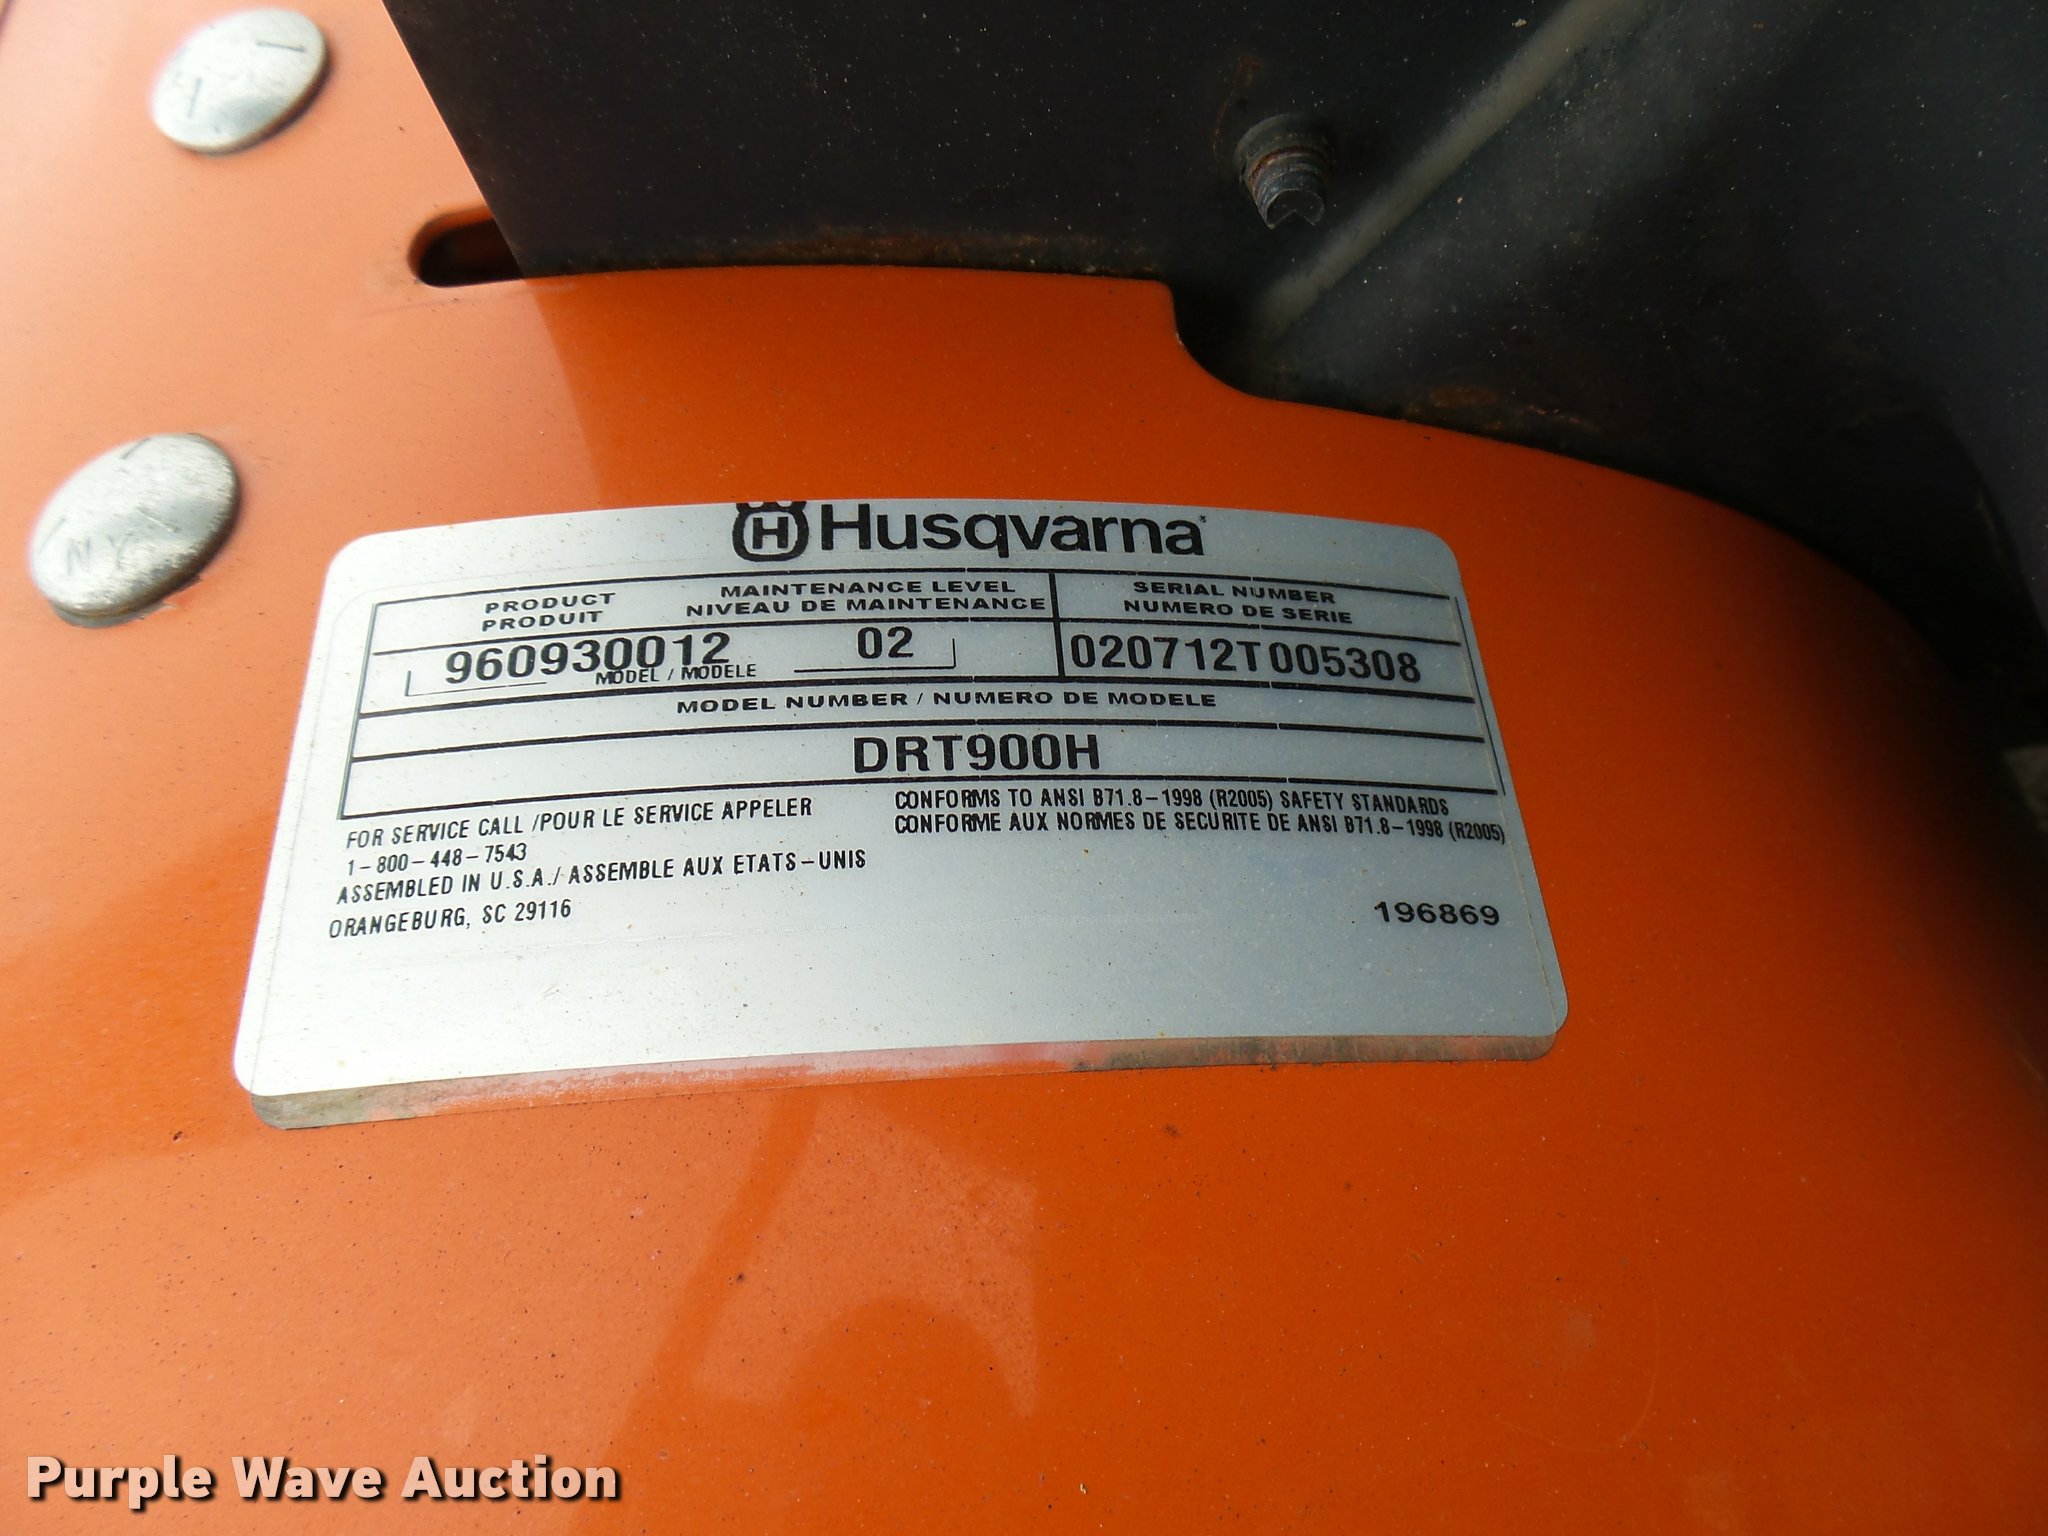 NY
H Husqvarna
PRODUCT MAINTENANCE LEVEL SERIAL NUMBER
PRODUIT NIVEAU DE MAINTENANCE NUMERO DE SERIE
960930012 02 020712T005308
MODEL / MODELE
MODEL NUMBER / NUMERO DE MODELE
DRT900H
FOR SERVICE CALL /POUR LE SERVICE APPELER
1-800-448-7543
ASSEMBLED IN U.S.A./ ASSEMBLE AUX ETATS-UNIS
ORANGEBURG, SC 29116
CONFORMS TO ANSI B71.8-1998 (R2005) SAFETY STANDARDS
CONFORME AUX NORMES DE SECURITE DE ANSI B71.8-1998 (R2005)
196869
Purple Wave Auction